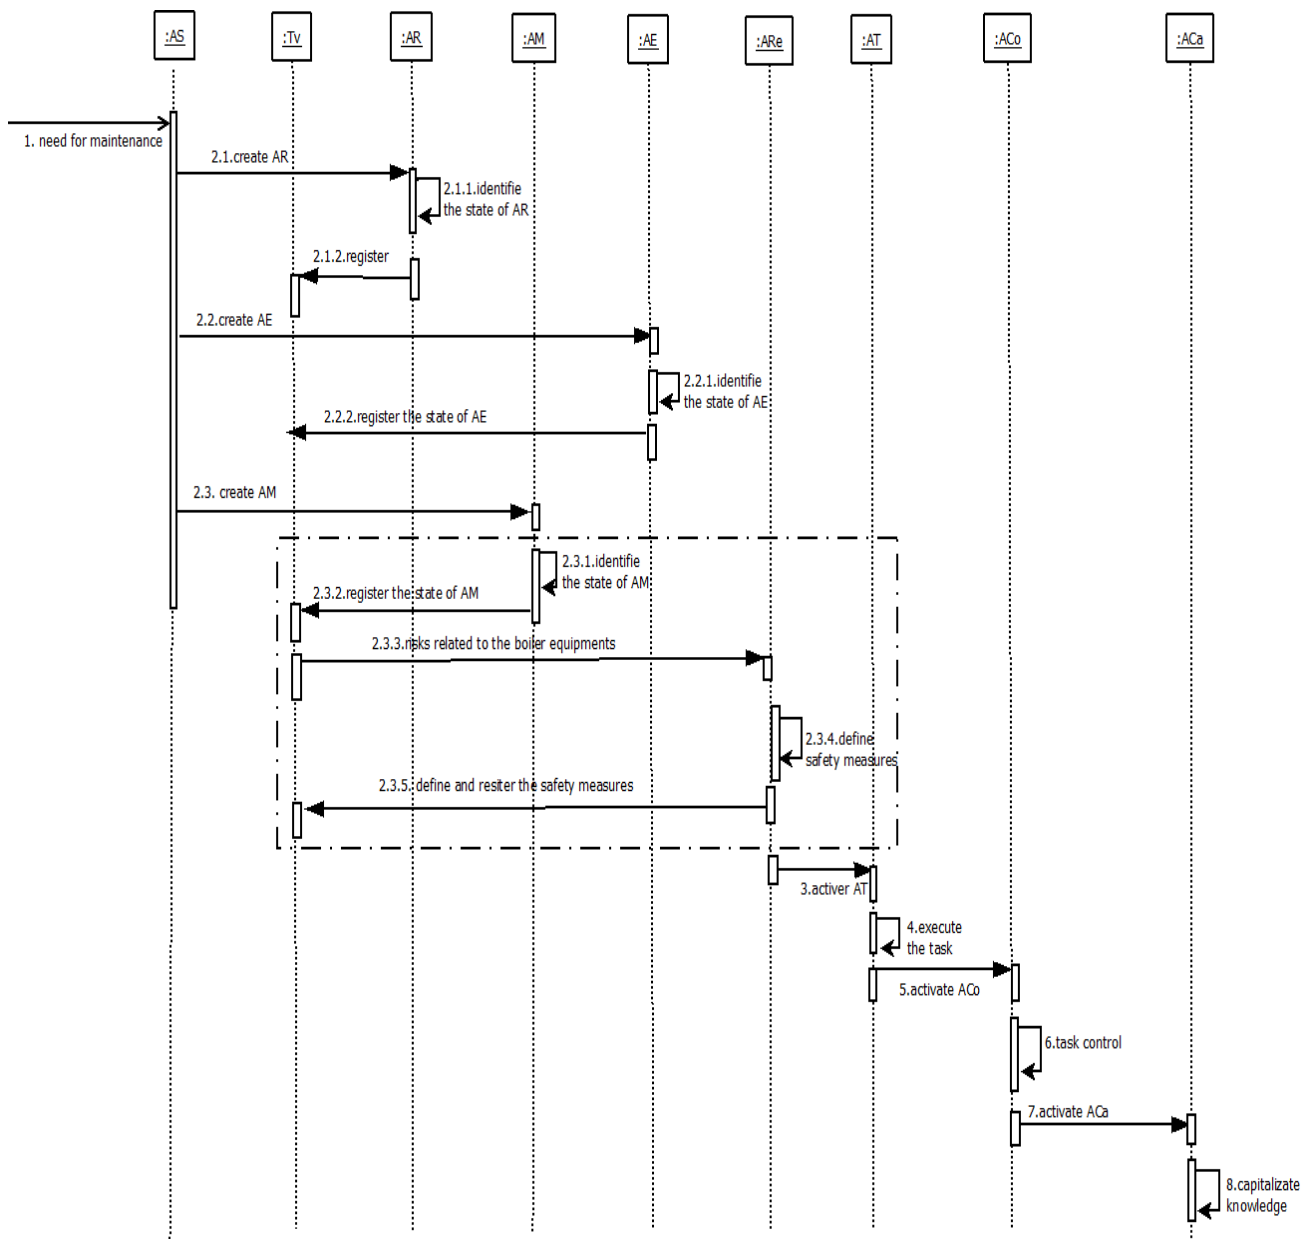 :AS
:Tv
:AR
:AM
:AE
:ARe
:AT
:ACo
:ACa
1. need for maintenance
2.1.create AR
2.1.1.identifie
the state of AR
2.1.2.register
2.2.create AE
2.2.1.identifie
the state of AE
2.2.2.register the state of AE
2.3. create AM
2.3.1.identifie
the state of AM
2.3.2.register the state of AM
2.3.3.risks related to the boiler equipments
2.3.4.define
safety measures
2.3.5. define and resiter the safety measures
3.activer AT
4.execute
the task
5.activate ACo
6.task control
7.activate ACa
8.capitalizate
knowledge